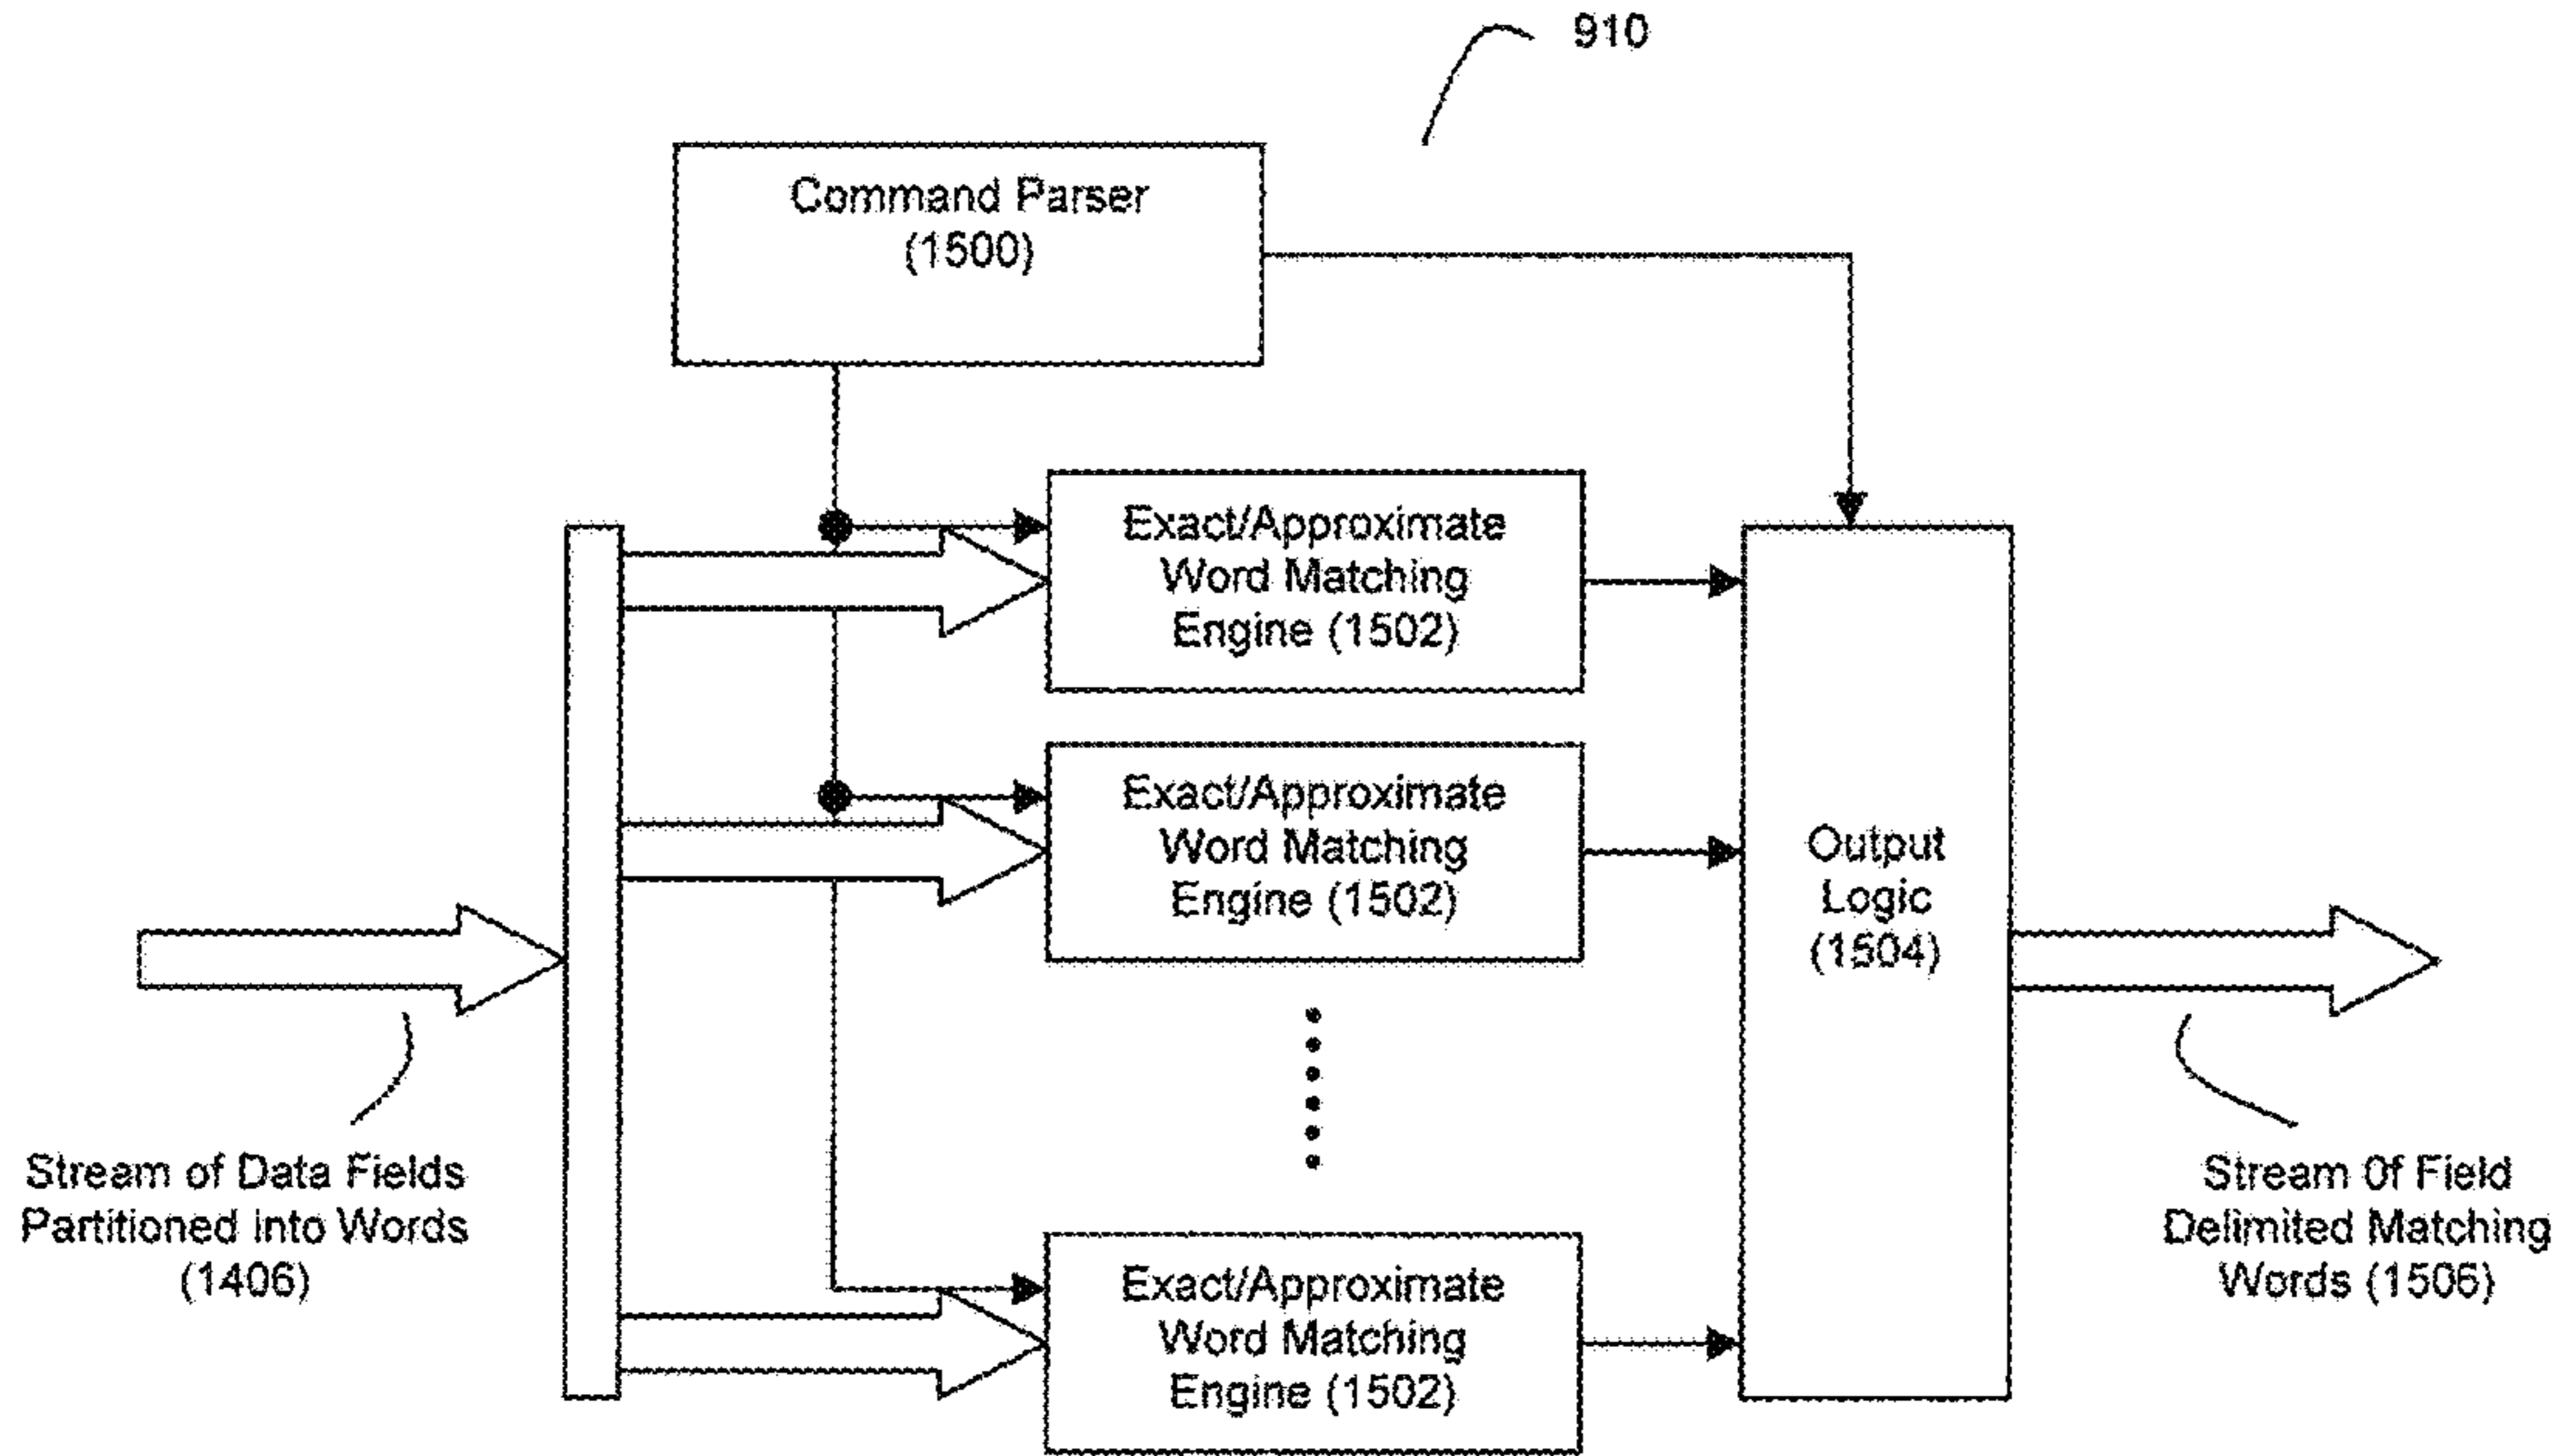 910
Command Parser
(1500)
Exact/Approximate
Word Matching
Engine (1502)
Exact/Approximate
Word Matching
Engine (1502)
Output
Logic
(1504)
Stream of Data Fields
Partitioned into Words
(1406)
Stream 0f Field
Delimited Matching
Words (1506)
Exact/Approximate
Word Matching
Engine (1502)